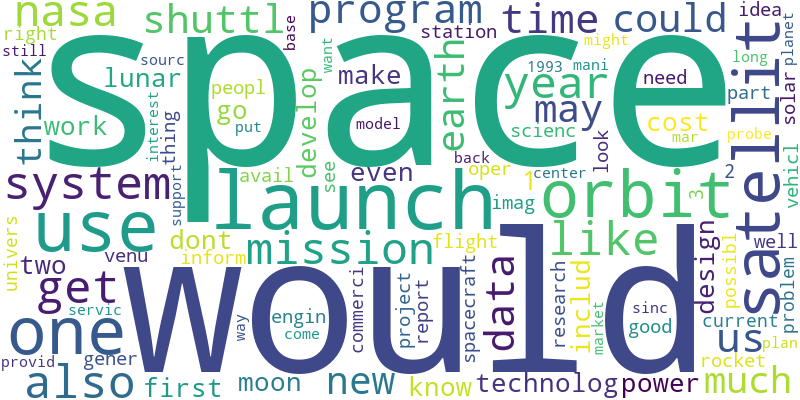 nasa
shuttl
program
time
could
idea
right
still
base
station
want
might
planet
think
sourc
lunar
peopl
go
put
interest
develop
make
model
earth
1993
mani
year
may
need
part
long
solar
work
thing
scienc
cost
mar
probe
space
satellit
vehicl
support
avail
see
even
back
oper
center
look
1
2
3
system
launch
imag
orbit
use
dont
mission
flight
like
design
possibl
well
problem
univers
two
venu
inform
get
data
includ
us
servic
one
would
way
engin
come
commerci
project
report
spacecraft
research
market
sinc
good
current
plan
provid
gener
rocket
also
first
moon
new
know
technolog
power
much